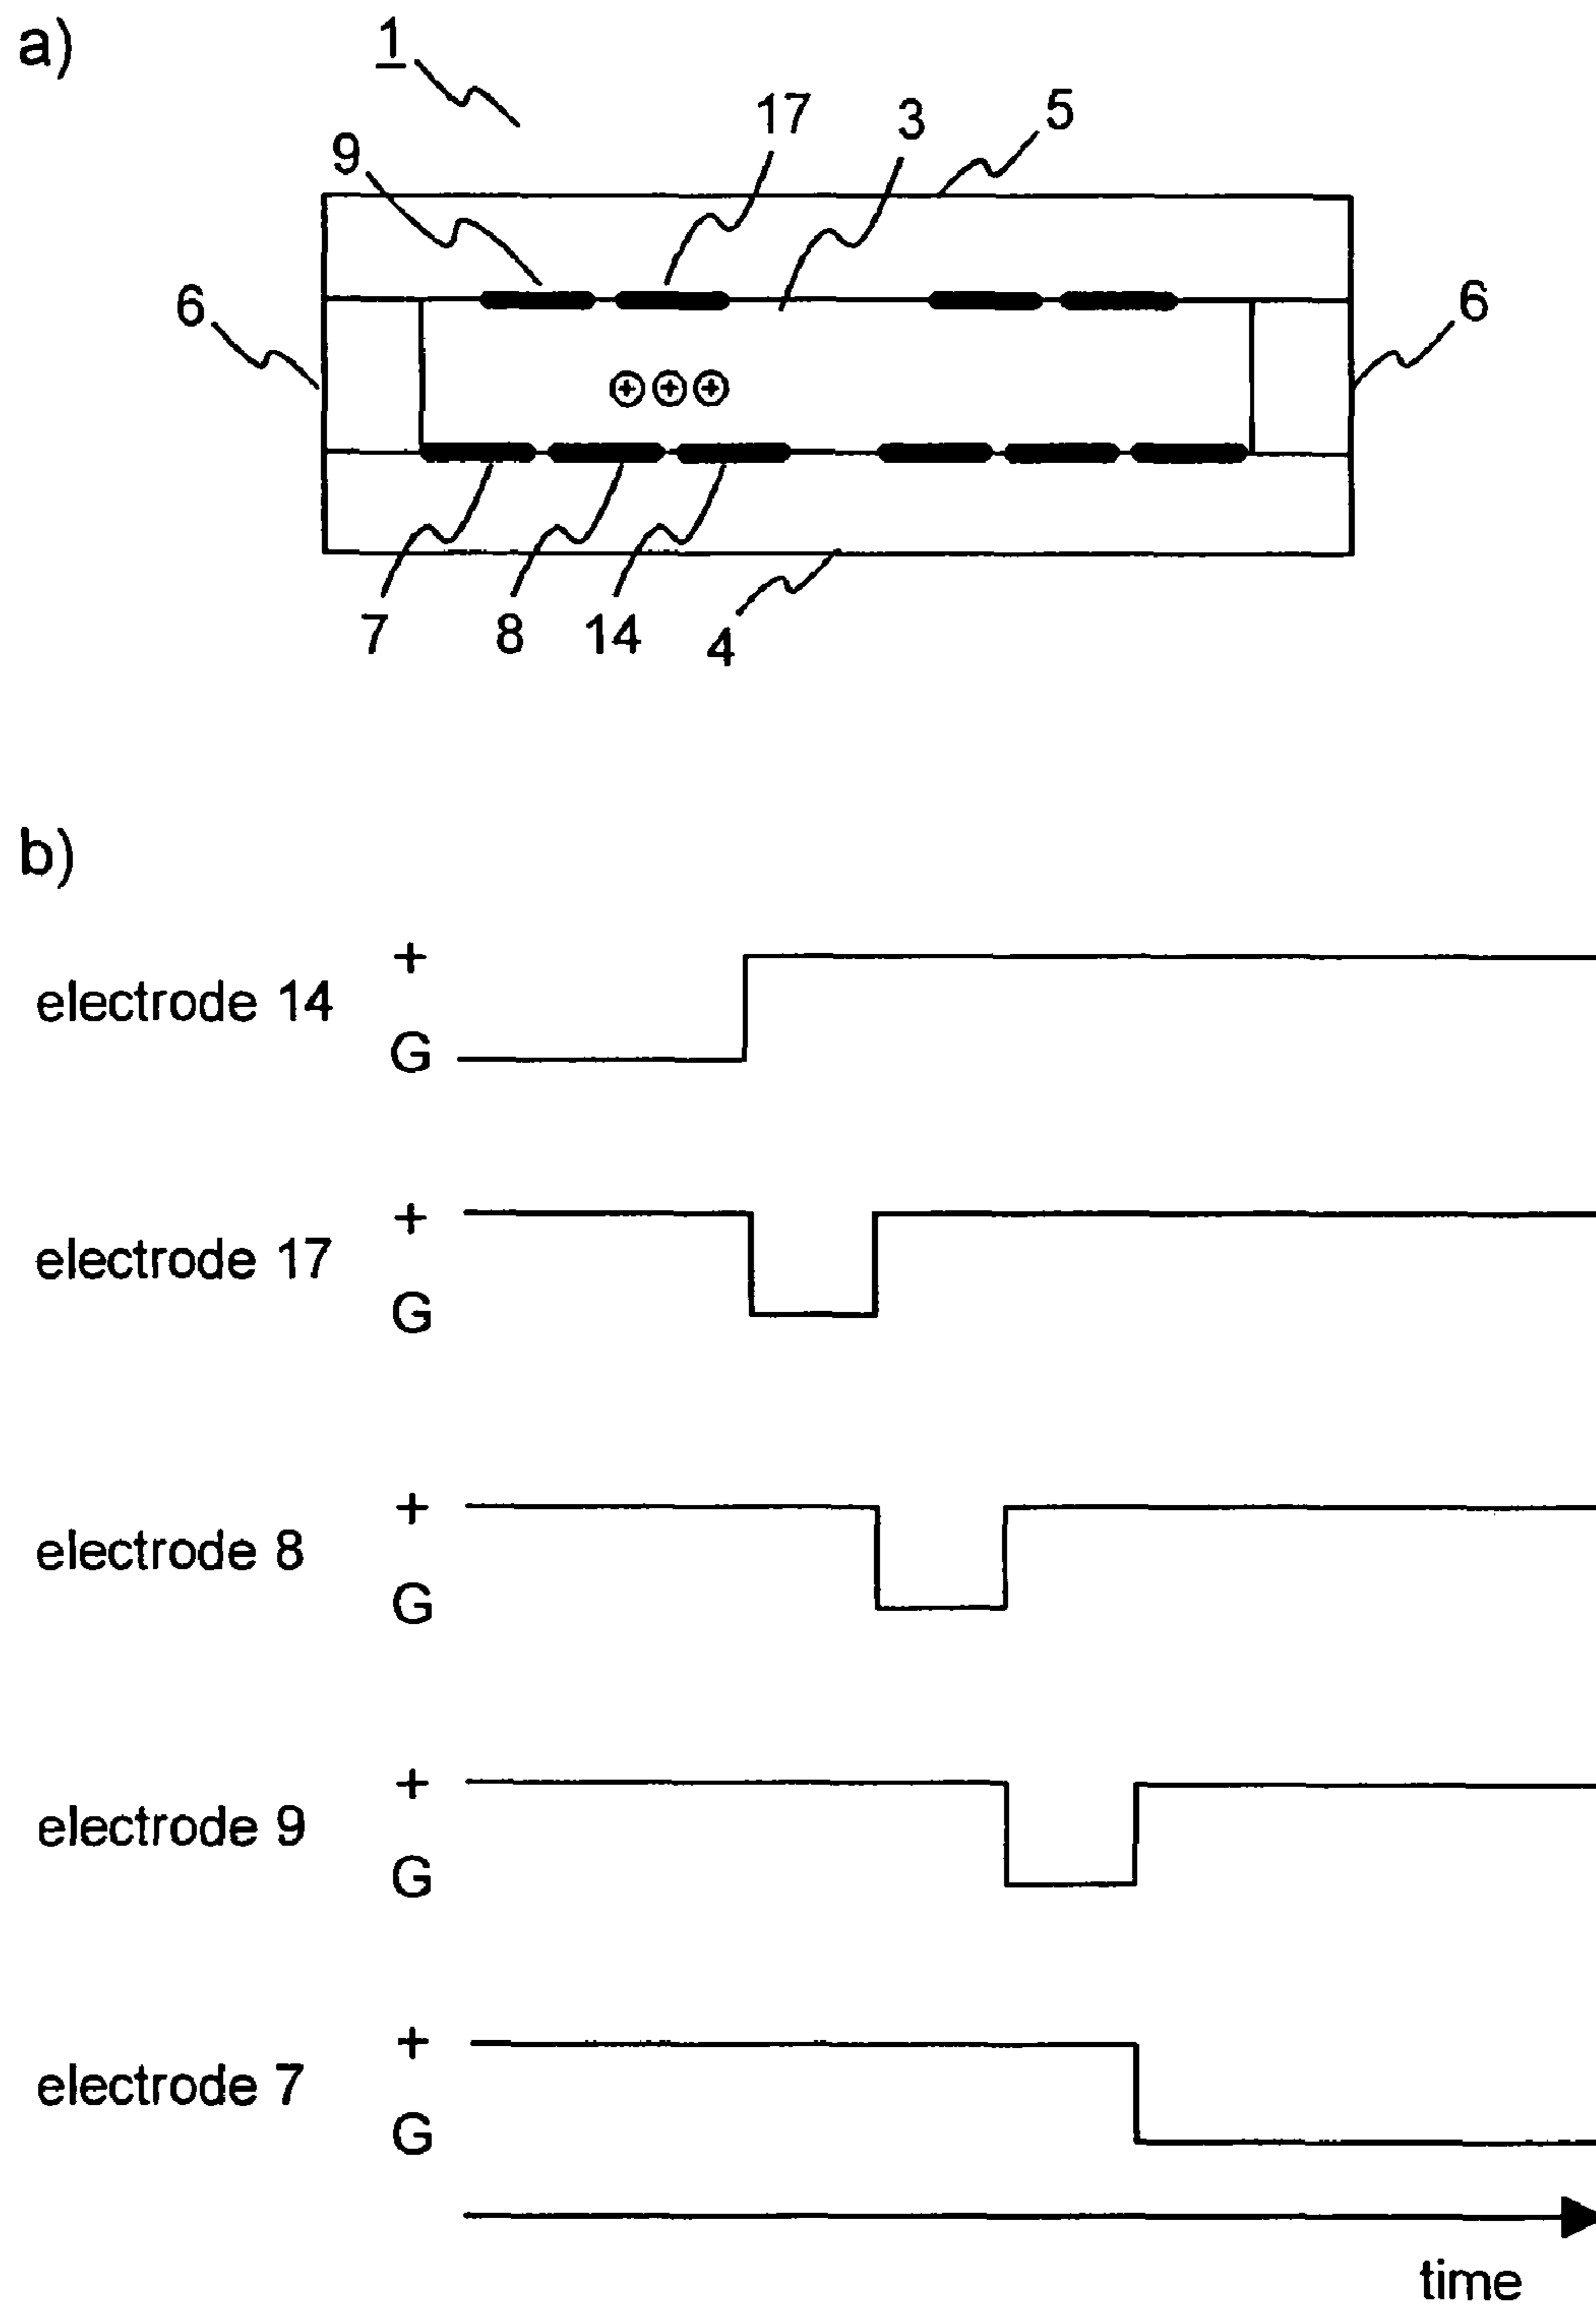 a)
1
17
3
5
9
6
6
⊕⊕⊕
7
8
14
4
b)
+
electrode 14
G
+
electrode 17
G
+
electrode 8
G
+
electrode 9
G
+
electrode 7
G
time